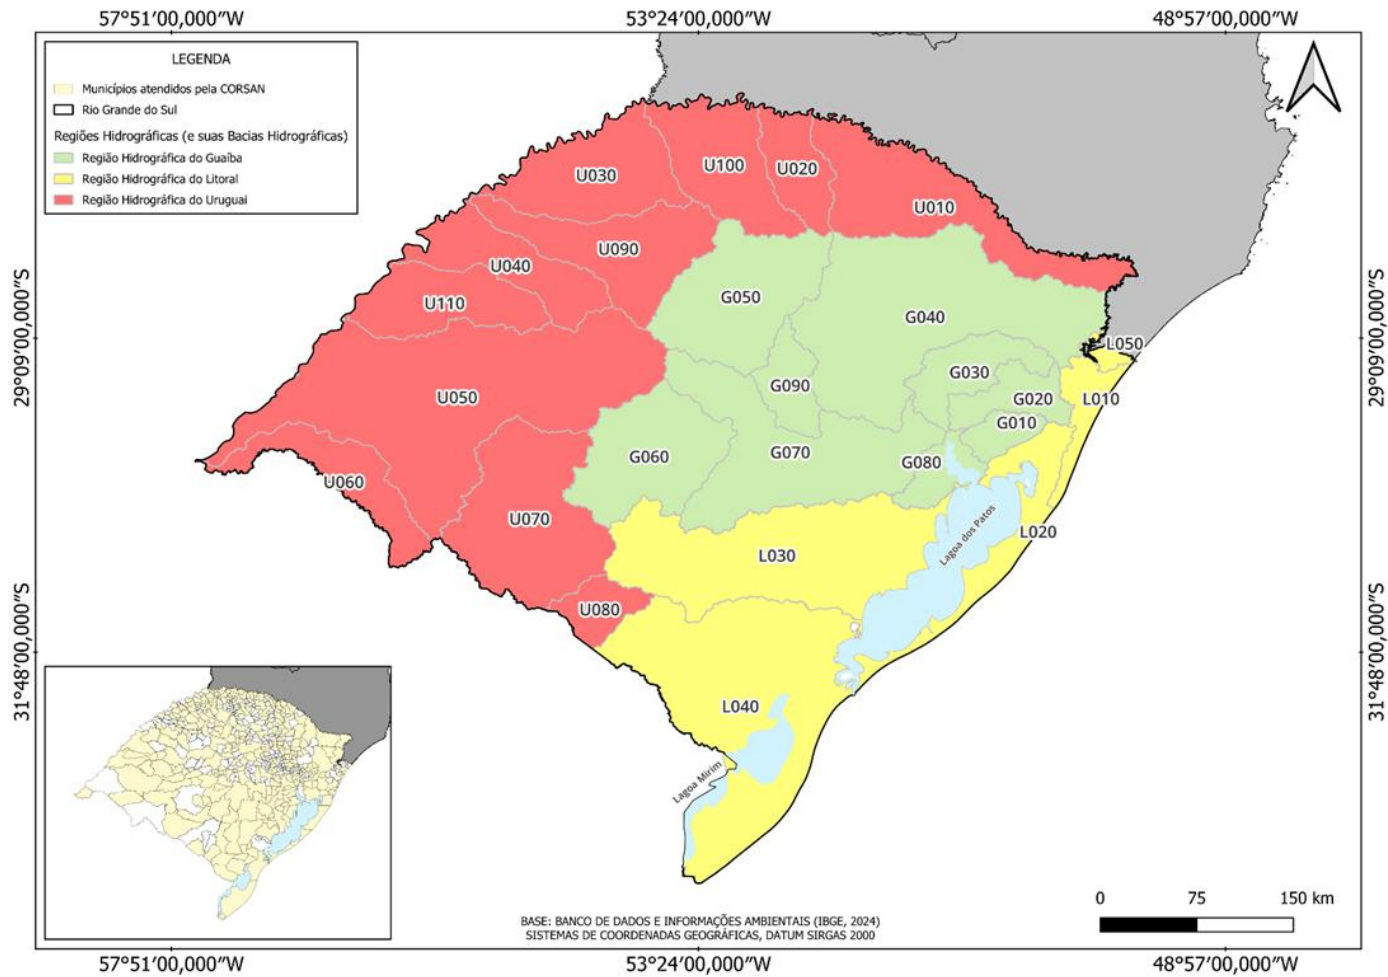 57°51′00,000″W
53°24′00,000″W
48°57′00,000″W
LEGENDA
Municípios atendidos pela CORSAN
Rio Grande do Sul
Regiões Hidrográficas (e suas Bacias Hidrográficas)
Região Hidrográfica do Guaíba
Região Hidrográfica do Litoral
Região Hidrográfica do Uruguai
U030
U100
U020
U010
U090
U040
U110
G050
G040
29°09′00,000″S
29°09′00,000″S
L050
G030
G090
G020
L010
U050
G010
G060
G070
G080
U060
U070
L020
Lagoa dos Patos
L030
U080
31°48′00,000″S
31°48′00,000″S
L040
Lagoa Mirim
0 75 150 km
BASE: BANCO DE DADOS E INFORMAÇÕES AMBIENTAIS (IBGE, 2024)
SISTEMAS DE COORDENADAS GEOGRÁFICAS, DATUM SIRGAS 2000
57°51′00,000″W
53°24′00,000″W
48°57′00,000″W